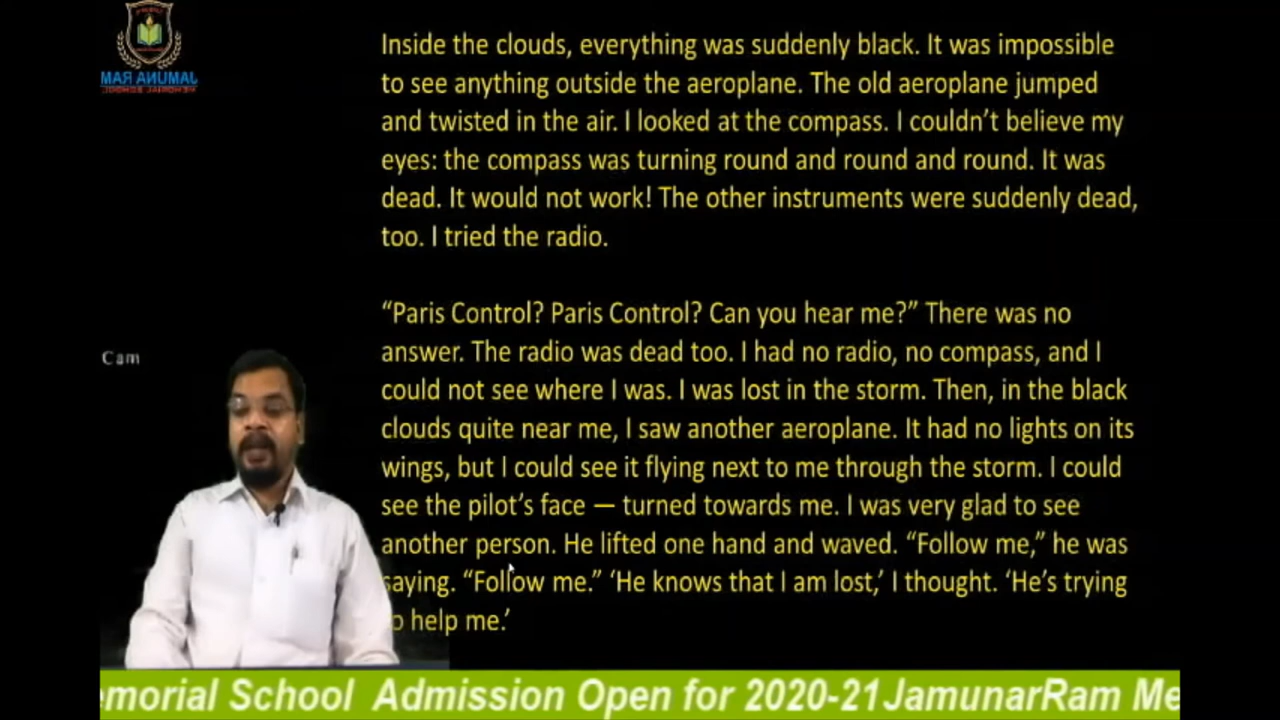 MAR ANUMAL
Inside the clouds, everything was suddenly black. It was impossible
to see anything outside the aeroplane. The old aeroplane jumped
and twisted in the air. I looked at the compass. I couldn't believe my
eyes: the compass was turning round and round and round. It was
dead. It would not work! The other instruments were suddenly dead,
too. I tried the radio.
“Paris Control? Paris Control? Can you hear me?” There was no
answer. The radio was dead too. I had no radio, no compass, and I
could not see where I was. I was lost in the storm. Then, in the black
clouds quite near me, I saw another aeroplane. It had no lights on its
wings, but I could see it flying next to me through the storm. I could
see the pilot’s face — turned towards me. I was very glad to see
another person. He lifted one hand and waved. “Follow me,” he was
saying. “Follow me.” ‘He knows that I am lost,’ I thought. ‘He’s trying
o help me.’
Cam
emorial School Admission Open for 2020-21JamunarRam Me